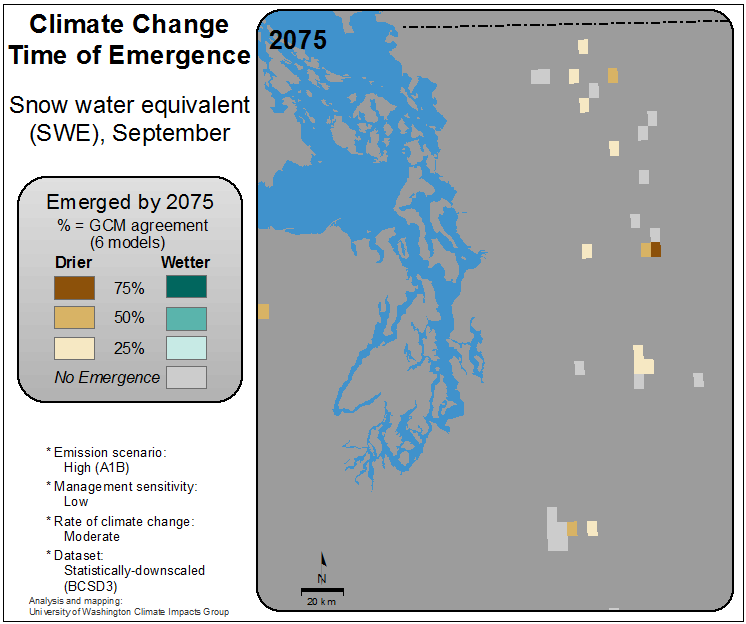 Climate Change
Time of Emergence
Snow water equivalent
(SWE), September
Emerged by 2075
% = GCM agreement
(6 models)
Drier Wetter
75%
50%
25%
No Emergence
* Emission scenario:
High (A1B)
* Management sensitivity:
Low
* Rate of climate change:
Moderate
* Dataset:
Statistically-downscaled
(BCSD3)
Analysis and mapping:
University of Washington Climate Impacts Group
2075
N
20 km